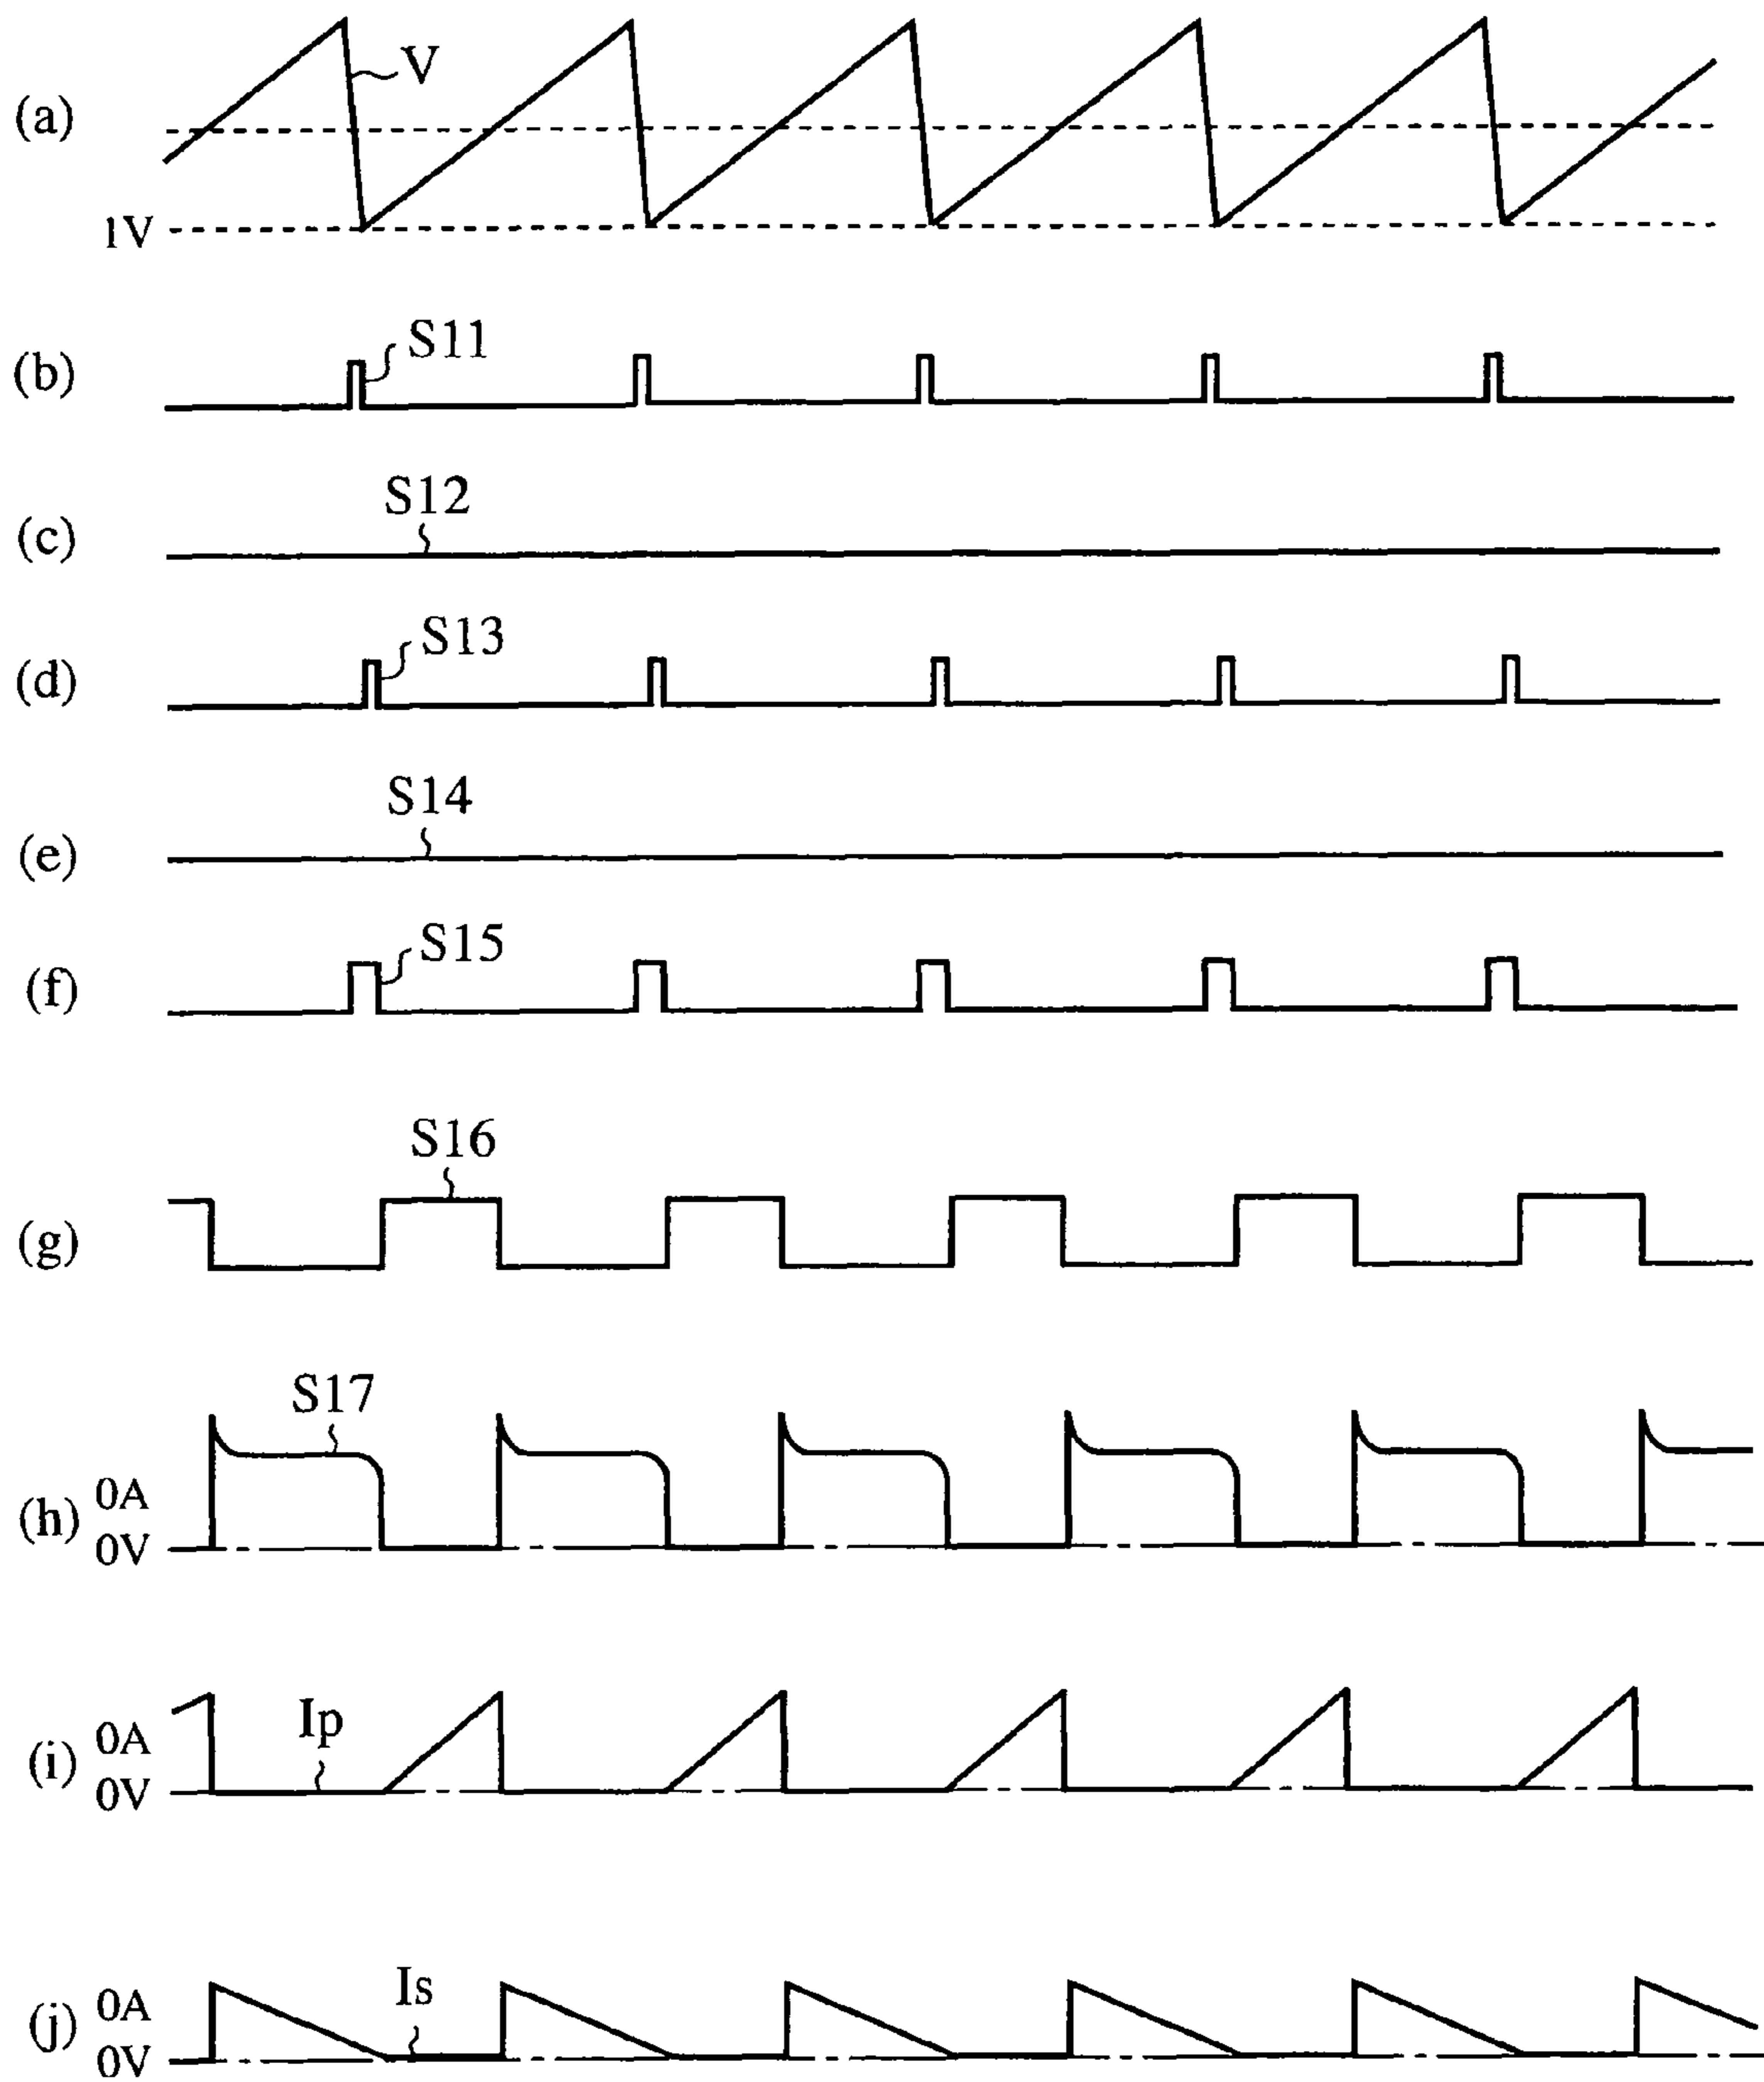 (a)
V
1V
(b)
S11
(c)
S12
(d)
S13
(e)
S14
(f)
S15
(g)
S16
(h)
S17
0A
0V
(i)
Ip
0A
0V
(j)
Is
0A
0V